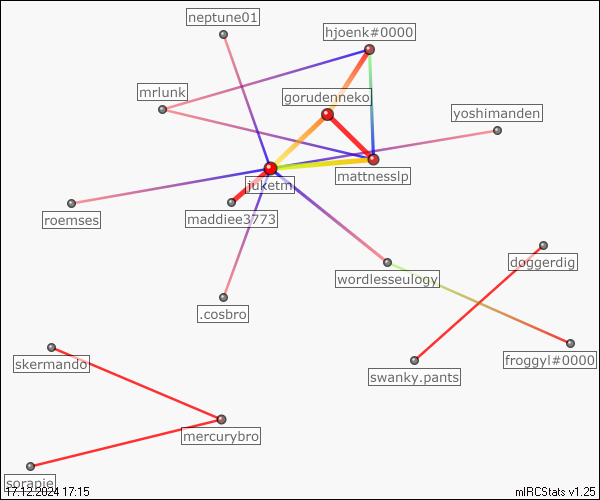 neptune01
hjoenk#0000
mrlunk
gorudenneko
yoshimanden
mattnesslp
juketm
maddiee3773
roemses
doggerdig
wordlesseulogy
.cosbro
froggyl#0000
skermando
swanky.pants
mercurybro
sorapie
17.12.2024 17:15
mIRCStats v1.25